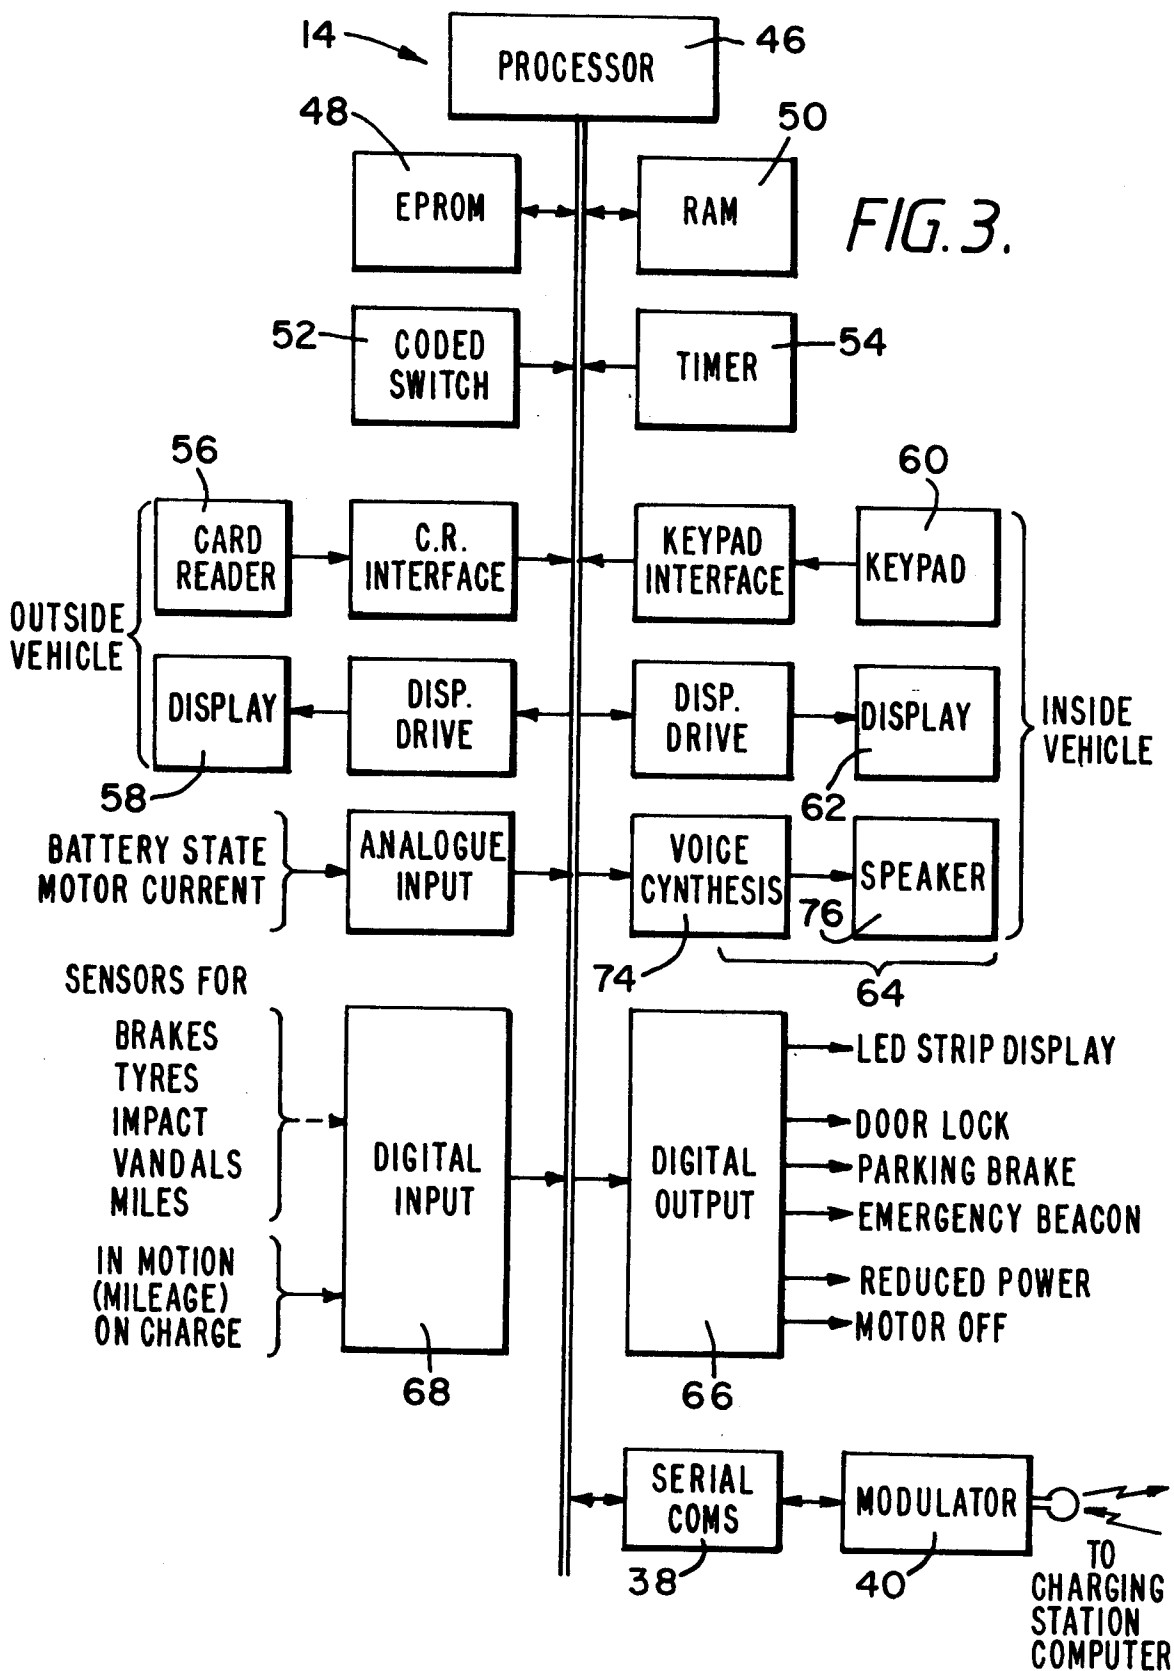 14
PROCESSOR
46
48
50
EPROM
RAM
FIG. 3.
52
CODED
SWITCH
TIMER
54
56
60
CARD
READER
C.R.
INTERFACE
KEYPAD
INTERFACE
KEYPAD
OUTSIDE
VEHICLE
DISPLAY
DISP.
DRIVE
DISP.
DRIVE
DISPLAY
INSIDE
VEHICLE
58
62
BATTERY STATE
MOTOR CURRENT
ANALOGUE
INPUT
VOICE
CYNTHESIS
SPEAKER
76
74
64
SENSORS FOR
BRAKES
TYRES
IMPACT
VANDALS
MILES
IN MOTION
(MILEAGE)
ON CHARGE
DIGITAL
INPUT
68
DIGITAL
OUTPUT
66
LED STRIP DISPLAY
DOOR LOCK
PARKING BRAKE
EMERGENCY BEACON
REDUCED POWER
MOTOR OFF
SERIAL
COMS
38
MODULATOR
40
TO
CHARGING
STATION
COMPUTER